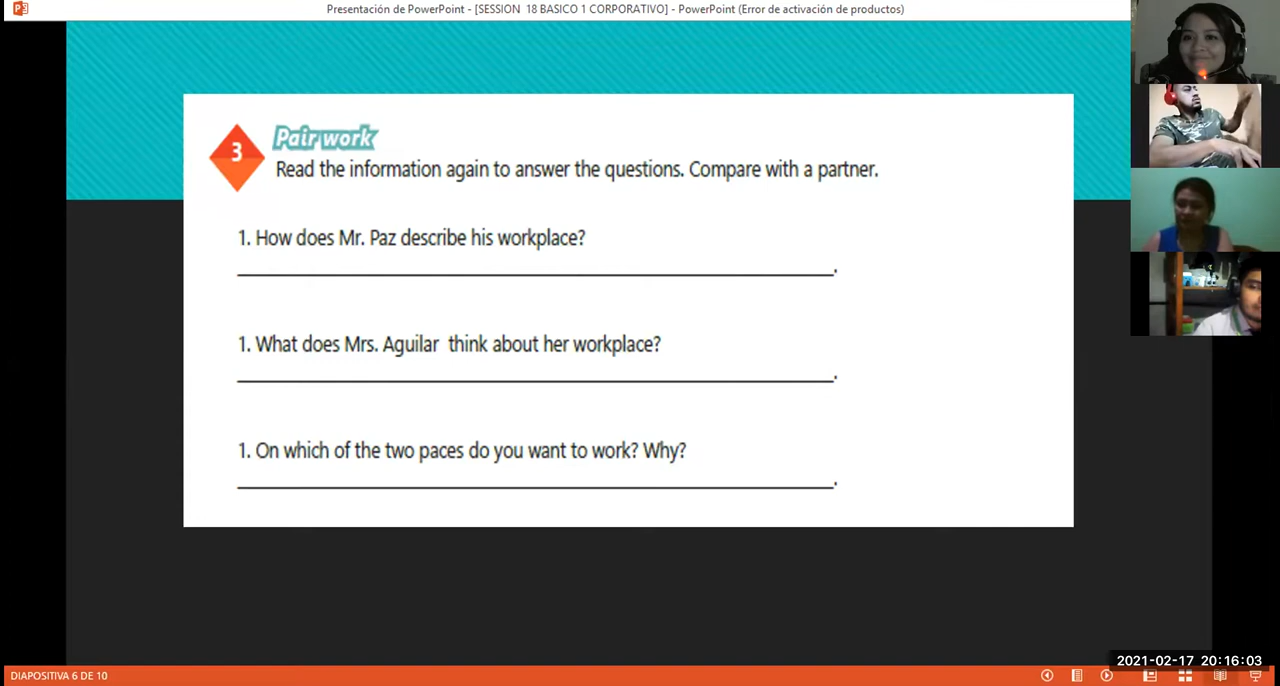 Presentación de PowerPoint - [SESSION 18 BASICO 1 CORPORATIVO] - PowerPoint (Error de activación de productos)
3
Pair work
Read the information again to answer the questions. Compare with a partner.
1. How does Mr. Paz describe his workplace?
1. What does Mrs. Aguilar think about her workplace?
1. On which of the two paces do you want to work? Why?
2021-02-17 20:16:03
DIAPOSITIVA 6 DE 10